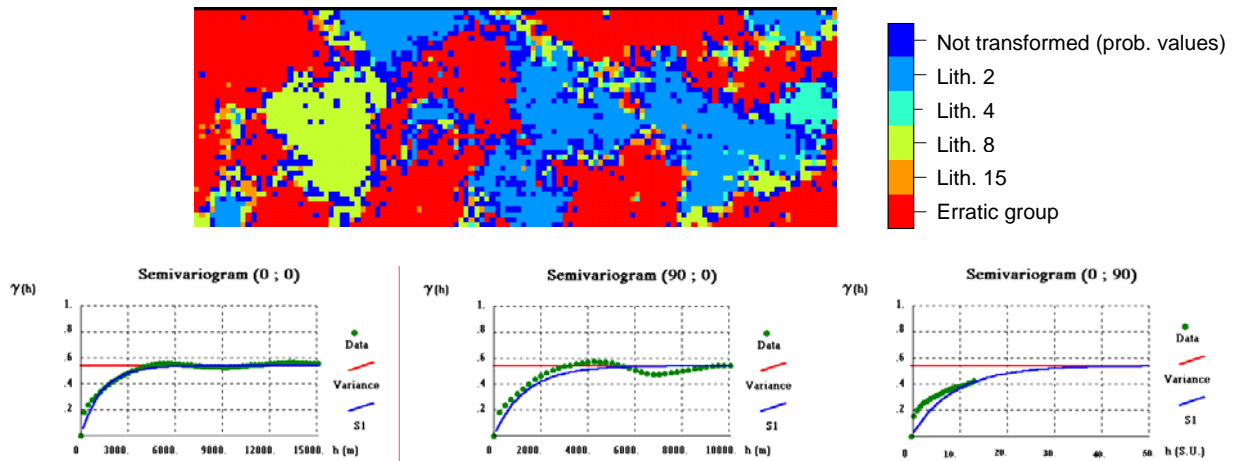 Not transformed (prob. values)
Lith. 2
Lith. 4
Lith. 8
Lith. 15
Erratic group
Semivariogram (0 ; 0)
γ(h)
1.
.8
.6
.4
.2
0 3000. 6000. 9000. 12000. 15000. h (m)
Data
Variance
S1
Semivariogram (90 ; 0)
γ(h)
1.
.8
.6
.4
.2
0 2000. 4000. 6000. 8000. 10000. h (m)
Data
Variance
S1
Semivariogram (0 ; 90)
γ(h)
1.
.8
.6
.4
.2
0 10. 20. 30. 40. 50. h (S.U.)
Data
Variance
S1